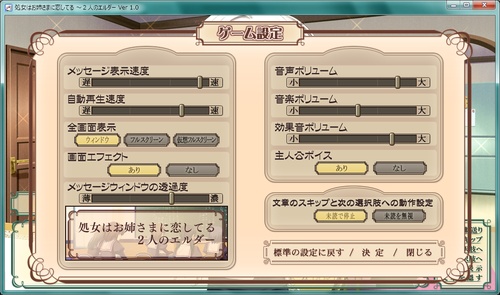 処女はお姉さまに恋してる ~２人のエルダー Ver 1.0
ゲーム設定
メッセージ表示速度
遅 速
自動再生速度
遅 速
全画面表示
ウィンドウ フルスクリーン 仮想フルスクリーン
画面エフェクト
あり なし
メッセージウィンドウの透過度
薄 濃
処女はお姉さまに恋してる
２人のエルダー
音声ボリューム
小 大
音楽ボリューム
小 大
効果音ボリューム
小 大
主人公ボイス
あり なし
文章のスキップと次の選択肢への動作設定
未読で停止 未読を無視
標準の設定に戻す / 決 定 / 閉じる